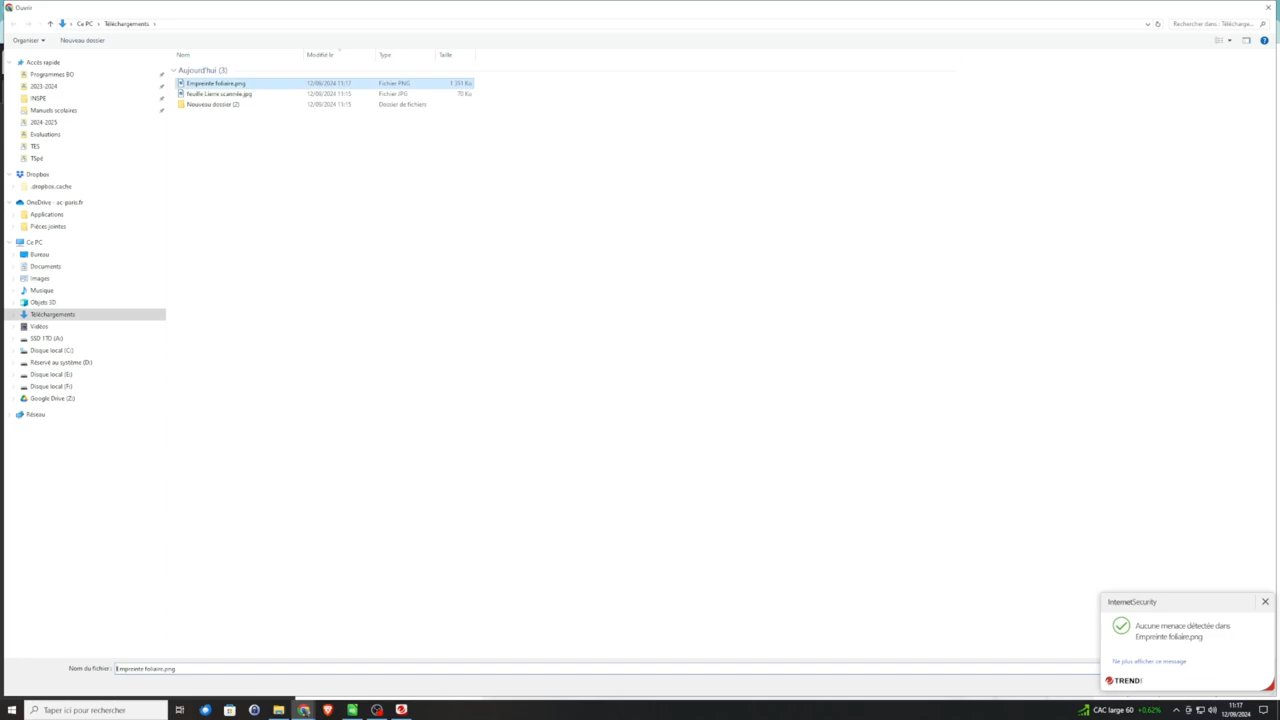 Ouvrir
Ce PC › Téléchargements ›
Rechercher dans : Télécharge...
Organiser
Nouveau dossier
Nom
Modifié le
Type
Taille
Accès rapide
Programmes BO
2023-2024
INSPE
Manuels scolaires
2024-2025
Evaluations
TES
TSpé
Dropbox
.dropbox.cache
OneDrive - ac-paris.fr
Applications
Pièces jointes
Ce PC
Bureau
Documents
Images
Musique
Objets 3D
Téléchargements
Vidéos
SSD 1TO (A:)
Disque local (C:)
Réservé au système (D:)
Disque local (E:)
Disque local (F:)
Google Drive (Z:)
Réseau
Aujourd'hui (3)
Empreinte foliaire.png 12/09/2024 11:17 Fichier PNG 1 351 Ko
feuille Lierre scannée.jpg 12/09/2024 11:15 Fichier JPG 70 Ko
Nouveau dossier (2) 12/09/2024 11:15 Dossier de fichiers
InternetSecurity
Aucune menace détectée dans
Empreinte foliaire.png
Ne plus afficher ce message
TREND
Nom du fichier : Empreinte foliaire.png
Taper ici pour rechercher
CAC large 60 +0.62%
11:17
12/09/2024